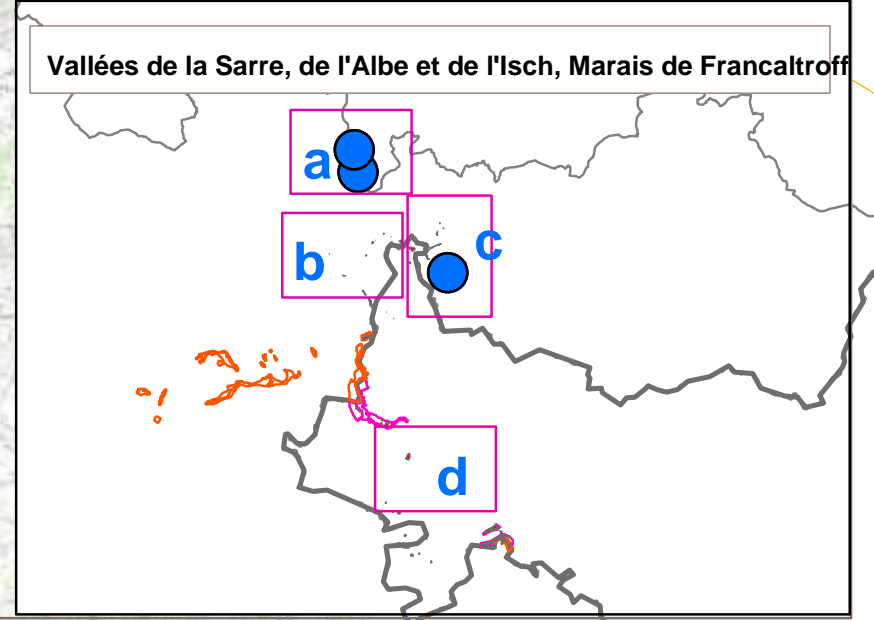 Vallées de la Sarre, de l'Albe et de l'Isch, Marais de Francaltroff
a
b
c
d